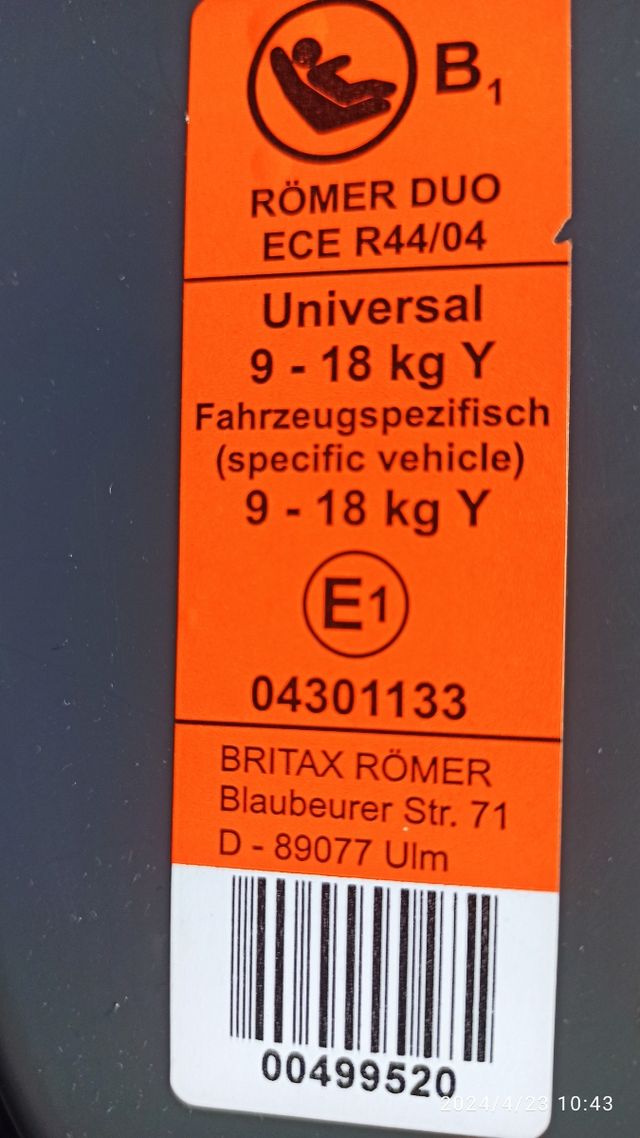 B1
RÖMER DUO
ECE R44/04
Universal
9 - 18 kg Y
Fahrzeugspezifisch
(specific vehicle)
9 - 18 kg Y
E1
04301133
BRITAX RÖMER
Blaubeurer Str. 71
D - 89077 Ulm
00499520
2024/4/23 10:43